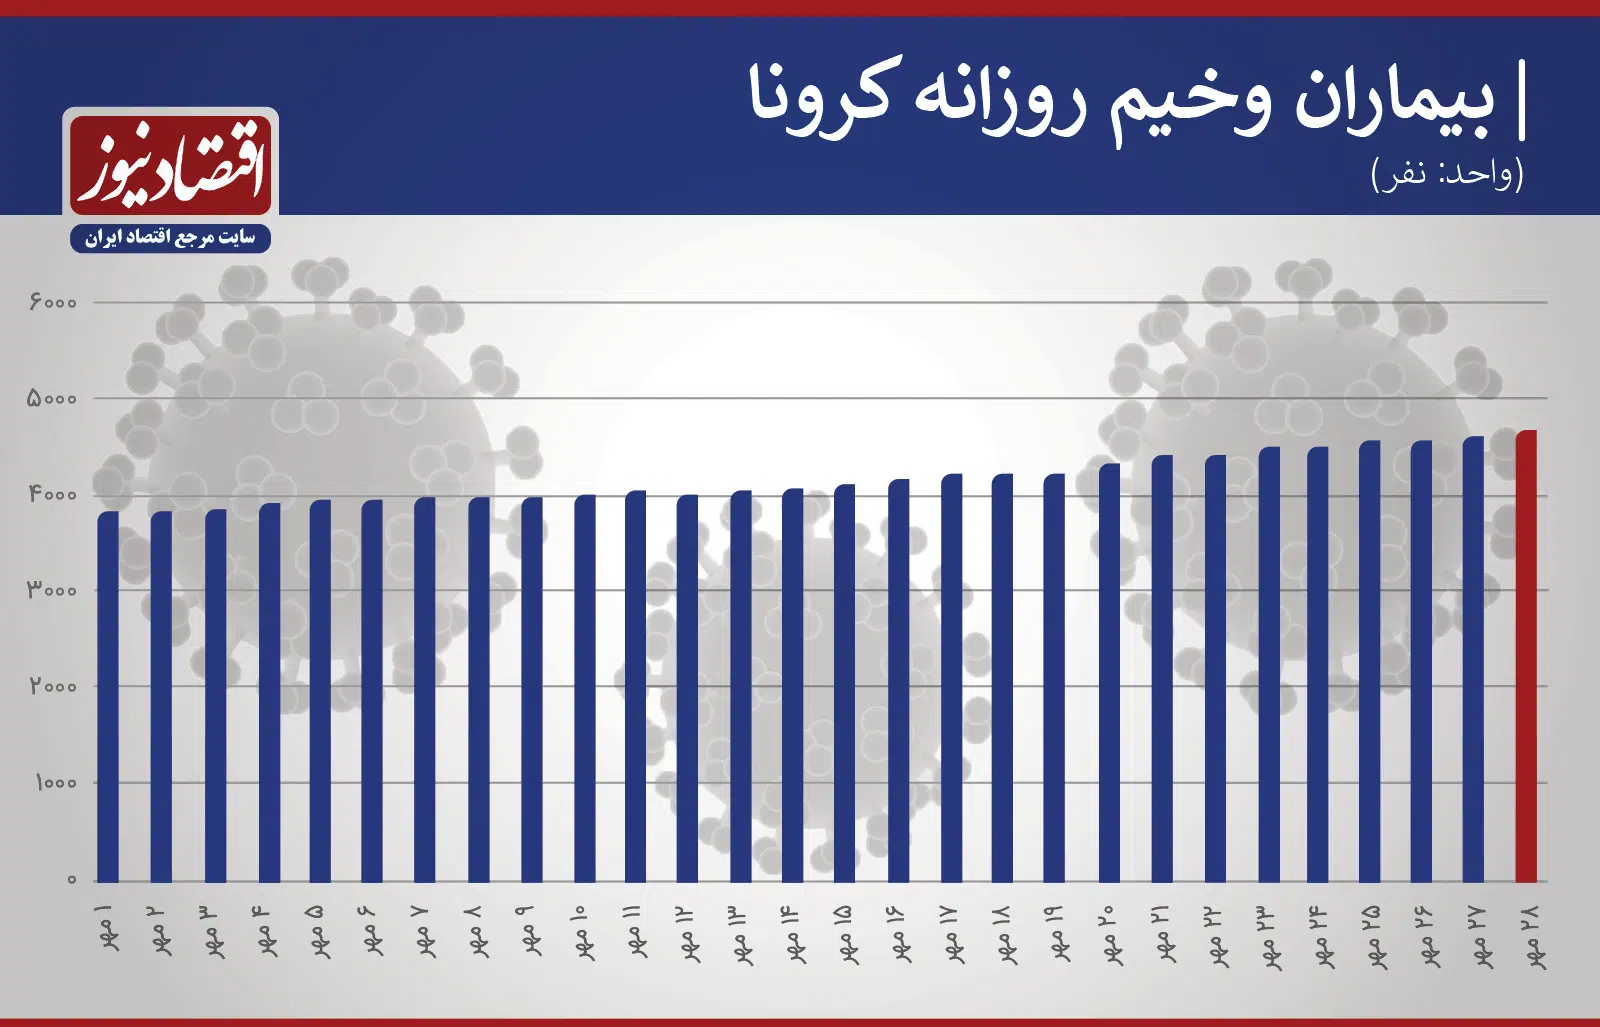 بیماران وخیم روزانه کرونا
(واحد: نفر)
اقتصادنیوز
سایت مرجع اقتصاد ایران
۶۰۰۰
۵۰۰۰
۴۰۰۰
۳۰۰۰
۲۰۰۰
۱۰۰۰
۰
۱ مهر
۲ مهر
۳ مهر
۴ مهر
۵ مهر
۶ مهر
۷ مهر
۸ مهر
۹ مهر
۱۰ مهر
۱۱ مهر
۱۲ مهر
۱۳ مهر
۱۴ مهر
۱۵ مهر
۱۶ مهر
۱۷ مهر
۱۸ مهر
۱۹ مهر
۲۰ مهر
۲۱ مهر
۲۲ مهر
۲۳ مهر
۲۴ مهر
۲۵ مهر
۲۶ مهر
۲۷ مهر
۲۸ مهر